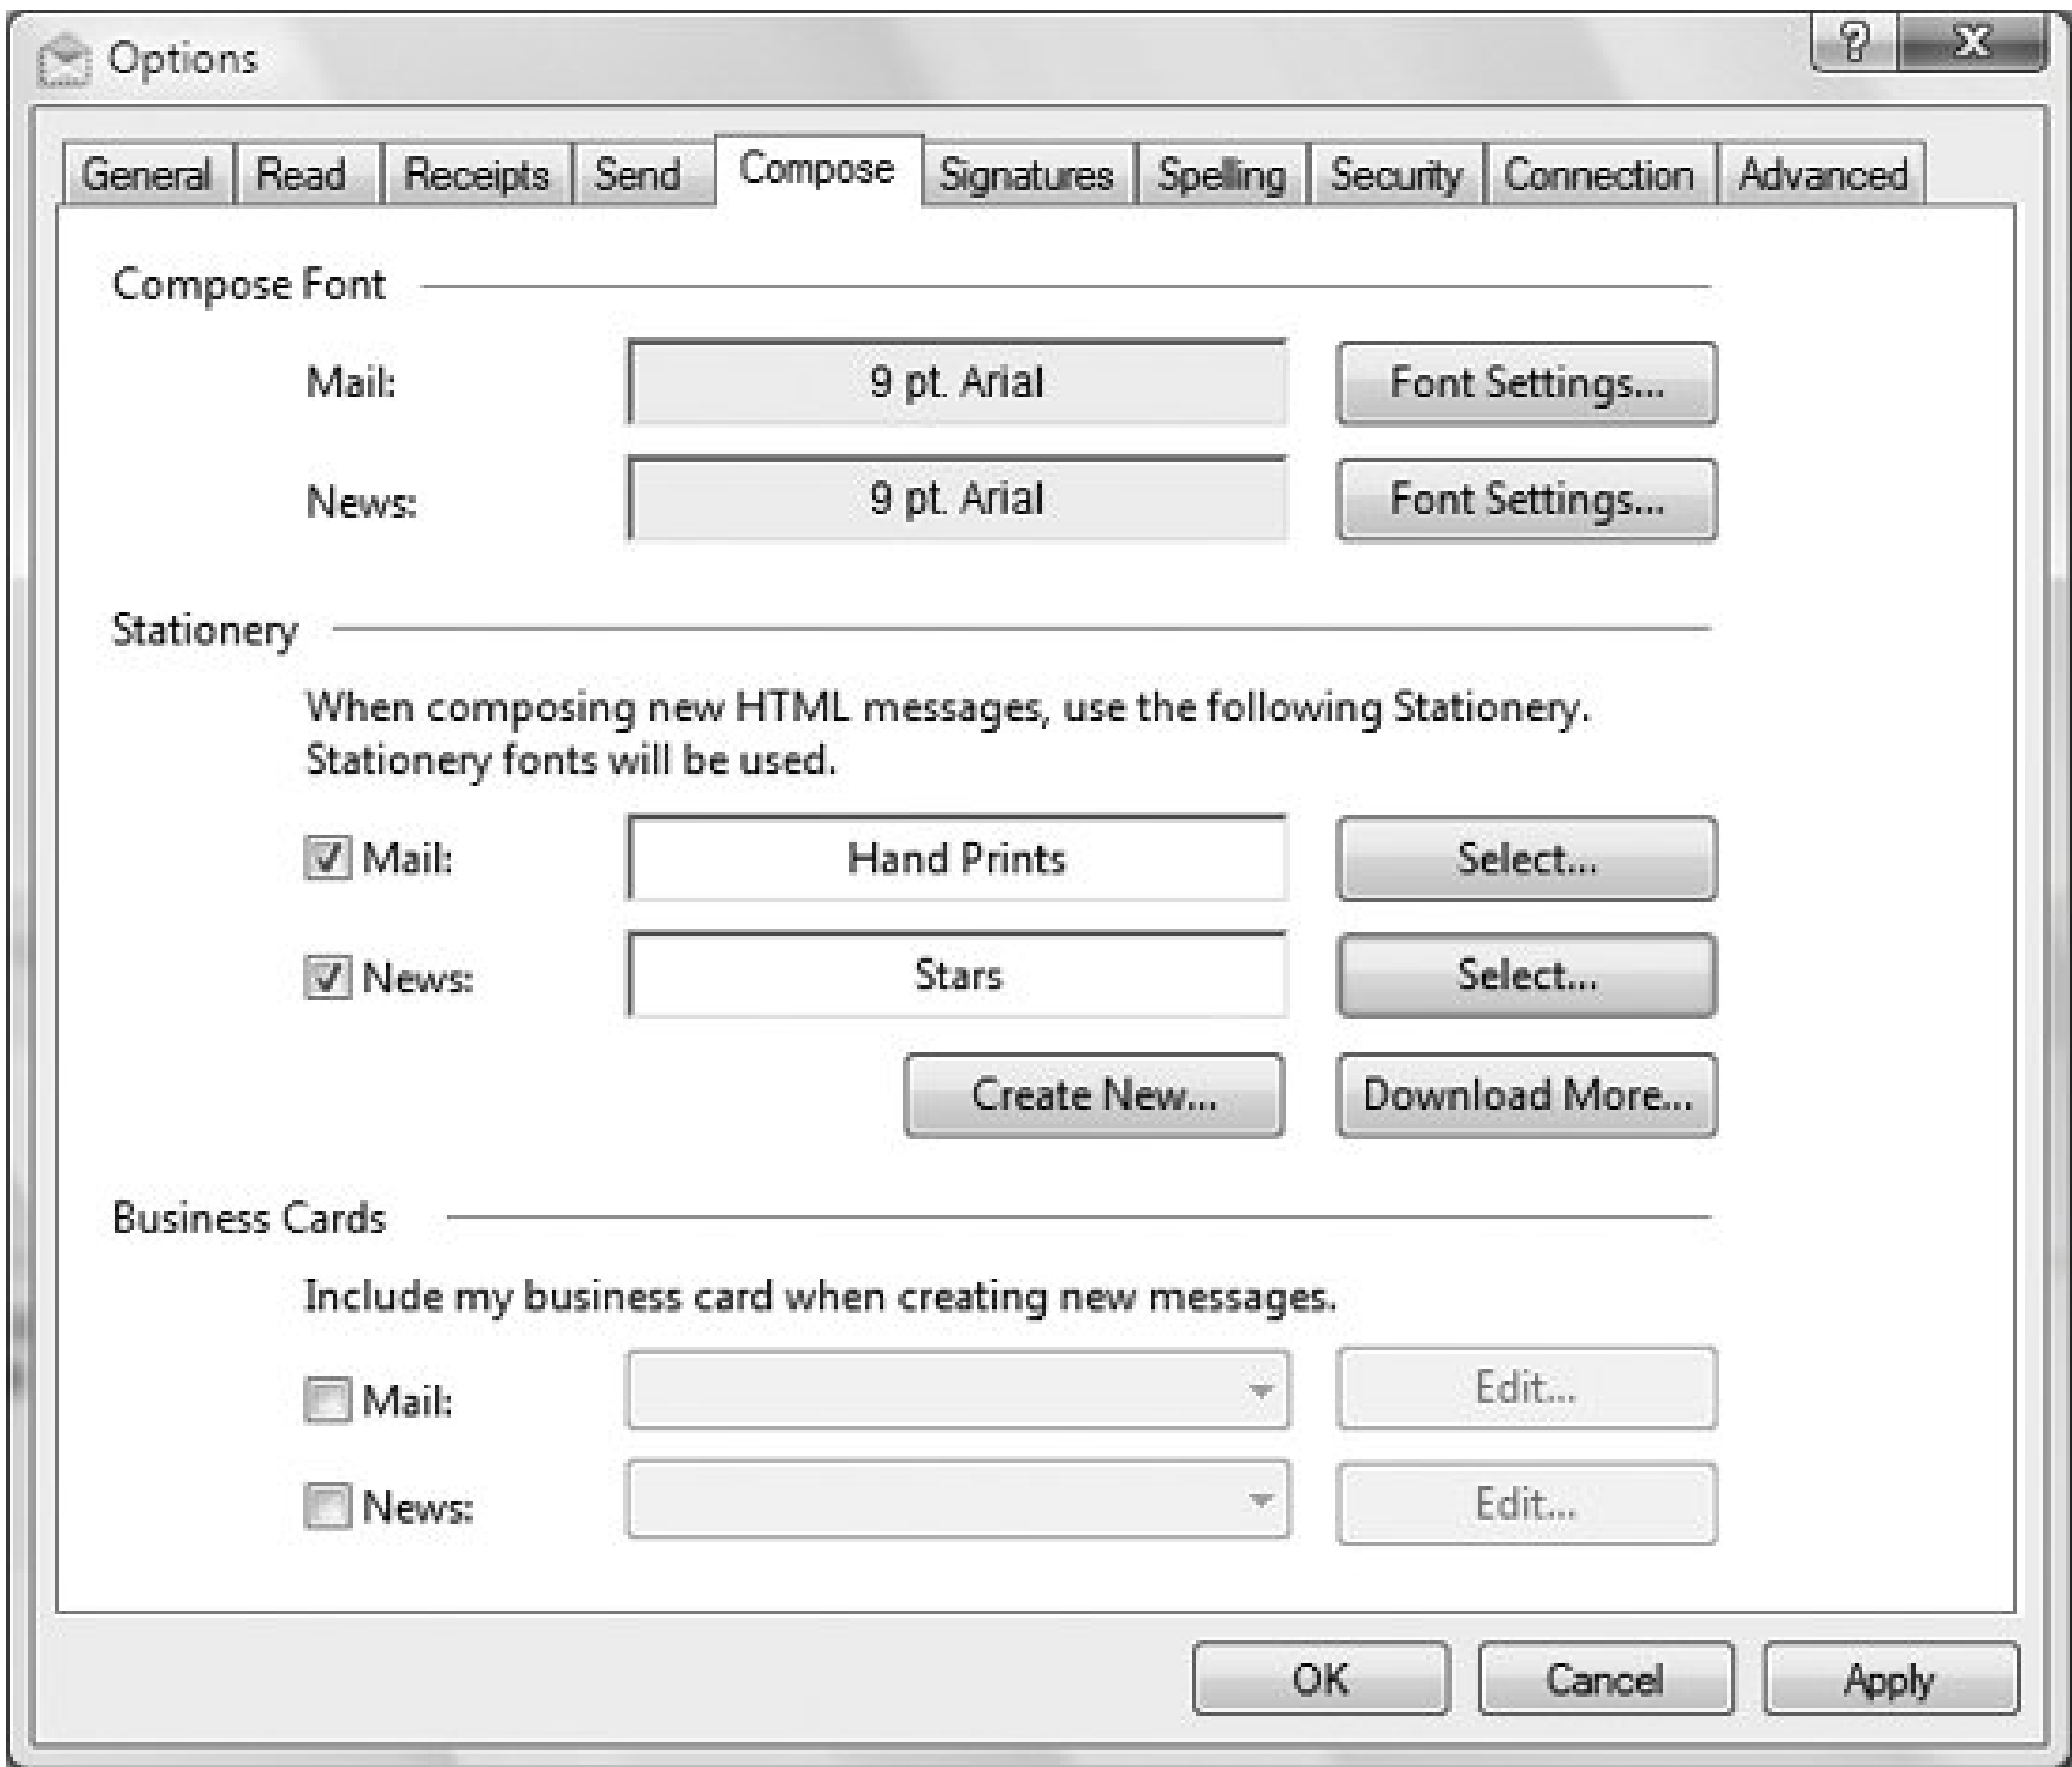 Options
General Read Receipts Send Compose Signatures Spelling Security Connection Advanced
Compose Font
Mail: 9 pt. Arial Font Settings...
News: 9 pt. Arial Font Settings...
Stationery
When composing new HTML messages, use the following Stationery.
Stationery fonts will be used.
Mail: Hand Prints Select...
News: Stars Select...
Create New... Download More...
Business Cards
Include my business card when creating new messages.
Mail: Edit...
News: Edit...
OK Cancel Apply